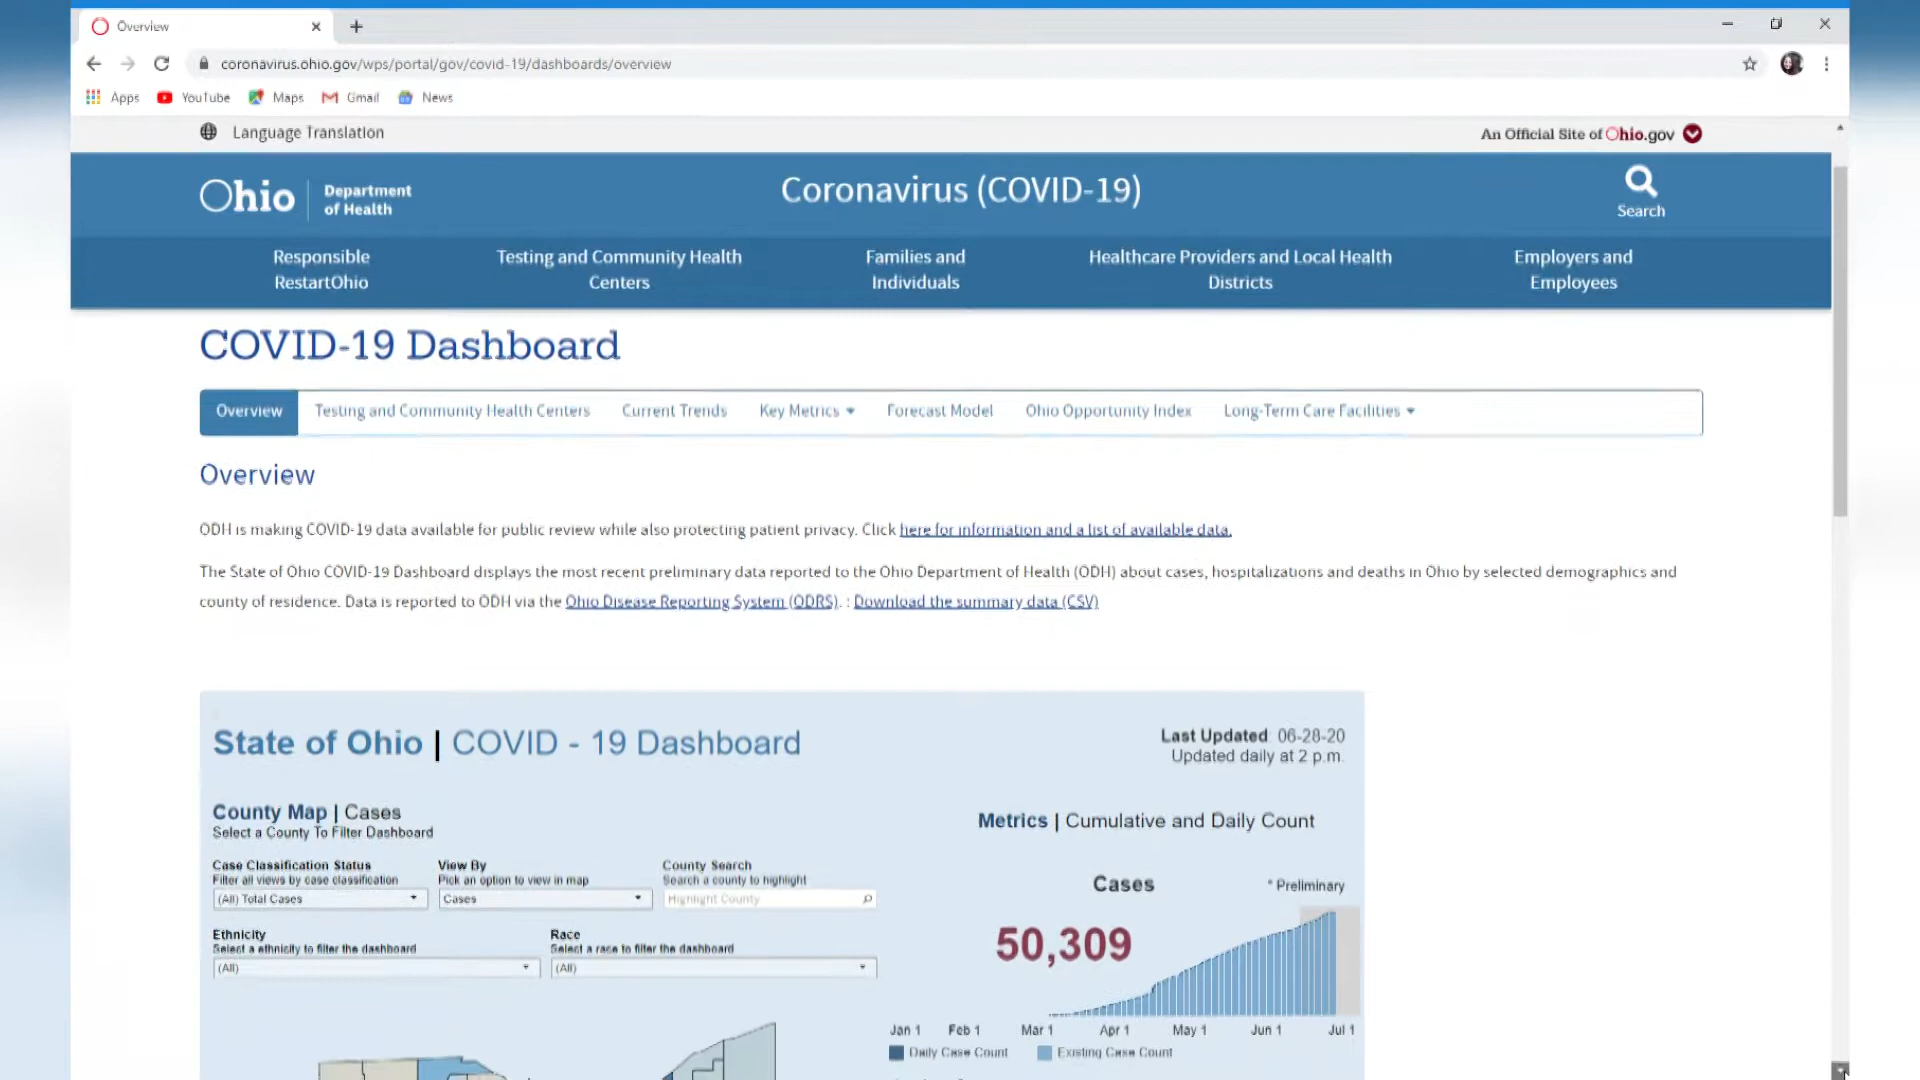 Overview
coronavirus.ohio.gov/wps/portal/gov/covid-19/dashboards/overview
Apps YouTube Maps Gmail News
Language Translation
An Official Site of Ohio.gov
Ohio Department of Health
Coronavirus (COVID-19)
Search
Responsible RestartOhio
Testing and Community Health Centers
Families and Individuals
Healthcare Providers and Local Health Districts
Employers and Employees
COVID-19 Dashboard
Overview Testing and Community Health Centers Current Trends Key Metrics Forecast Model Ohio Opportunity Index Long-Term Care Facilities
Overview
ODH is making COVID-19 data available for public review while also protecting patient privacy. Click here for information and a list of available data.
The State of Ohio COVID-19 Dashboard displays the most recent preliminary data reported to the Ohio Department of Health (ODH) about cases, hospitalizations and deaths in Ohio by selected demographics and
county of residence. Data is reported to ODH via the Ohio Disease Reporting System (ODRS). : Download the summary data (CSV)
State of Ohio | COVID - 19 Dashboard
Last Updated 06-28-20
Updated daily at 2 p.m.
County Map | Cases
Select a County To Filter Dashboard
Metrics | Cumulative and Daily Count
Case Classification Status
Filter all views by case classification
(All) Total Cases
View By
Pick an option to view in map
Cases
County Search
Search a county to highlight
Highlight County
Ethnicity
Select a ethnicity to filter the dashboard
(All)
Race
Select a race to filter the dashboard
(All)
Cases
* Preliminary
50,309
Jan 1 Feb 1 Mar 1 Apr 1 May 1 Jun 1 Jul 1
Daily Case Count Existing Case Count